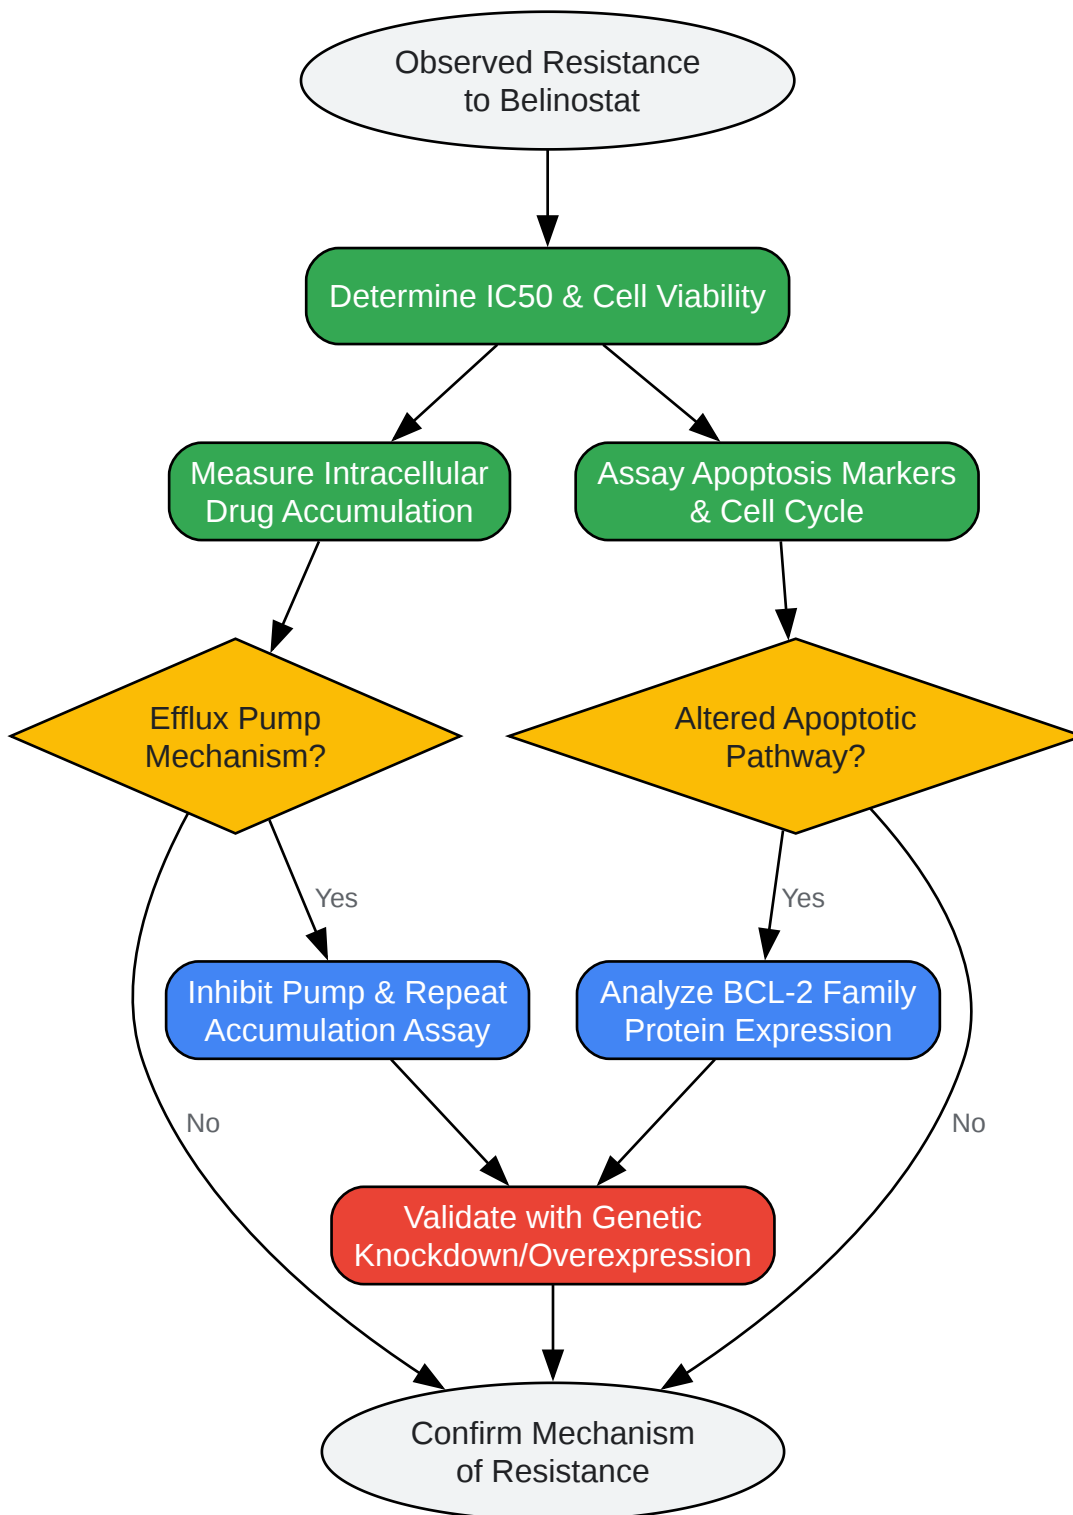 Observed Resistance
to Belinostat
Determine IC50 & Cell Viability
Measure Intracellular
Drug Accumulation
Assay Apoptosis Markers
& Cell Cycle
Efflux Pump
Mechanism?
Altered Apoptotic
Pathway?
Yes
Yes
Inhibit Pump & Repeat
Accumulation Assay
Analyze BCL-2 Family
Protein Expression
No
No
Validate with Genetic
Knockdown/Overexpression
Confirm Mechanism
of Resistance